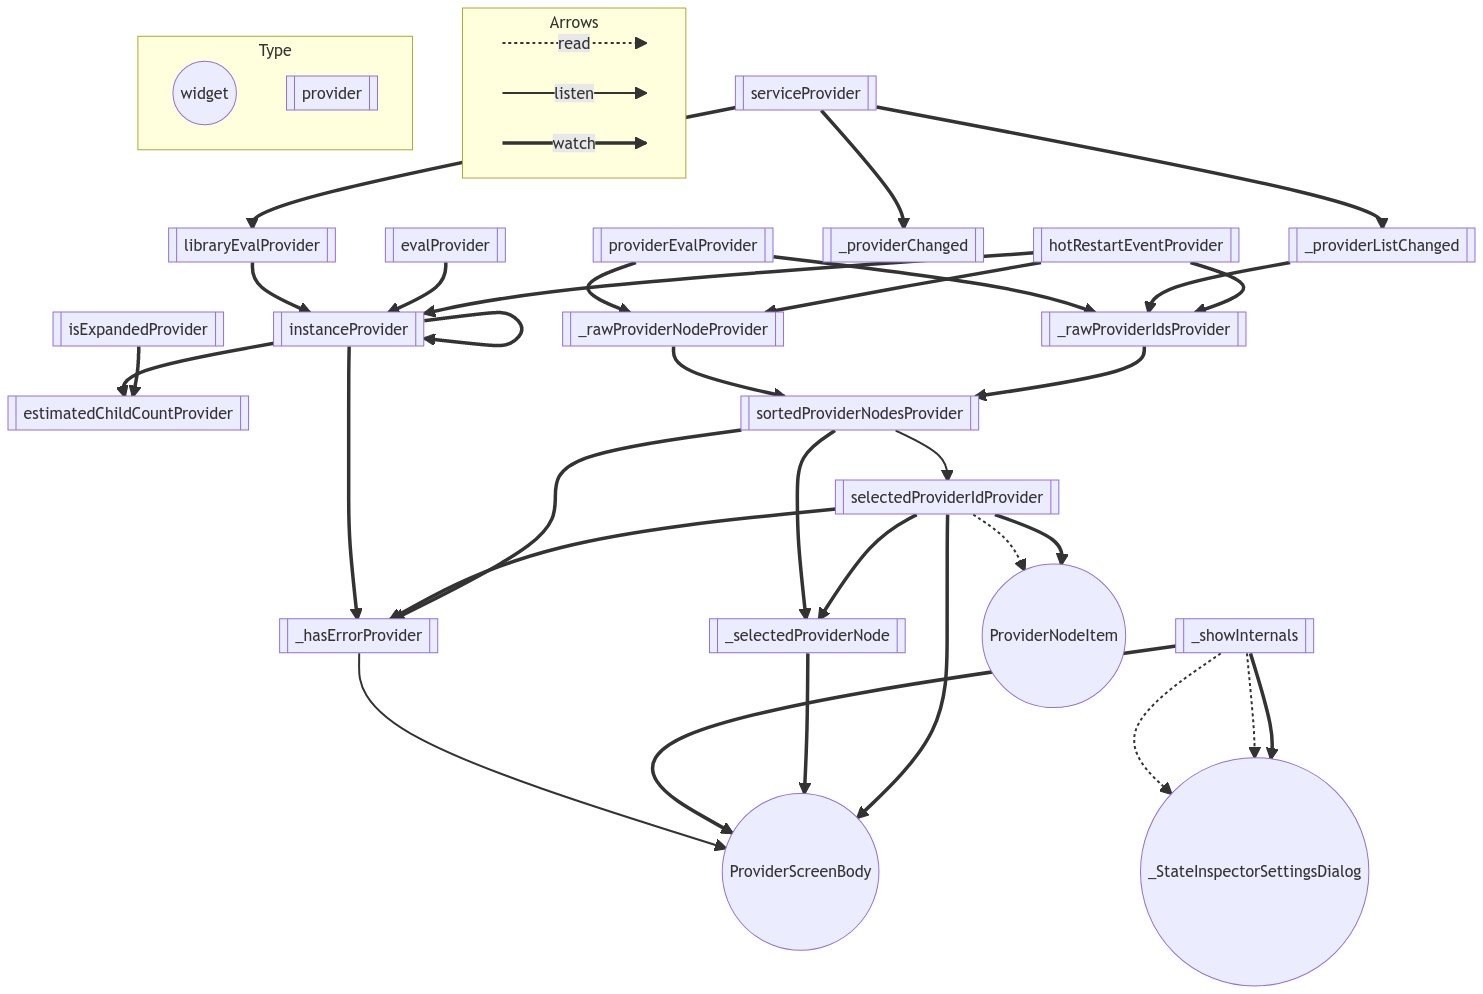 Type
widget
provider
Arrows
read
listen
watch
serviceProvider
libraryEvalProvider
evalProvider
providerEvalProvider
_providerChanged
hotRestartEventProvider
_providerListChanged
isExpandedProvider
instanceProvider
_rawProviderNodeProvider
_rawProviderIdsProvider
estimatedChildCountProvider
sortedProviderNodesProvider
selectedProviderIdProvider
_hasErrorProvider
_selectedProviderNode
ProviderNodeItem
_showInternals
ProviderScreenBody
_StateInspectorSettingsDialog